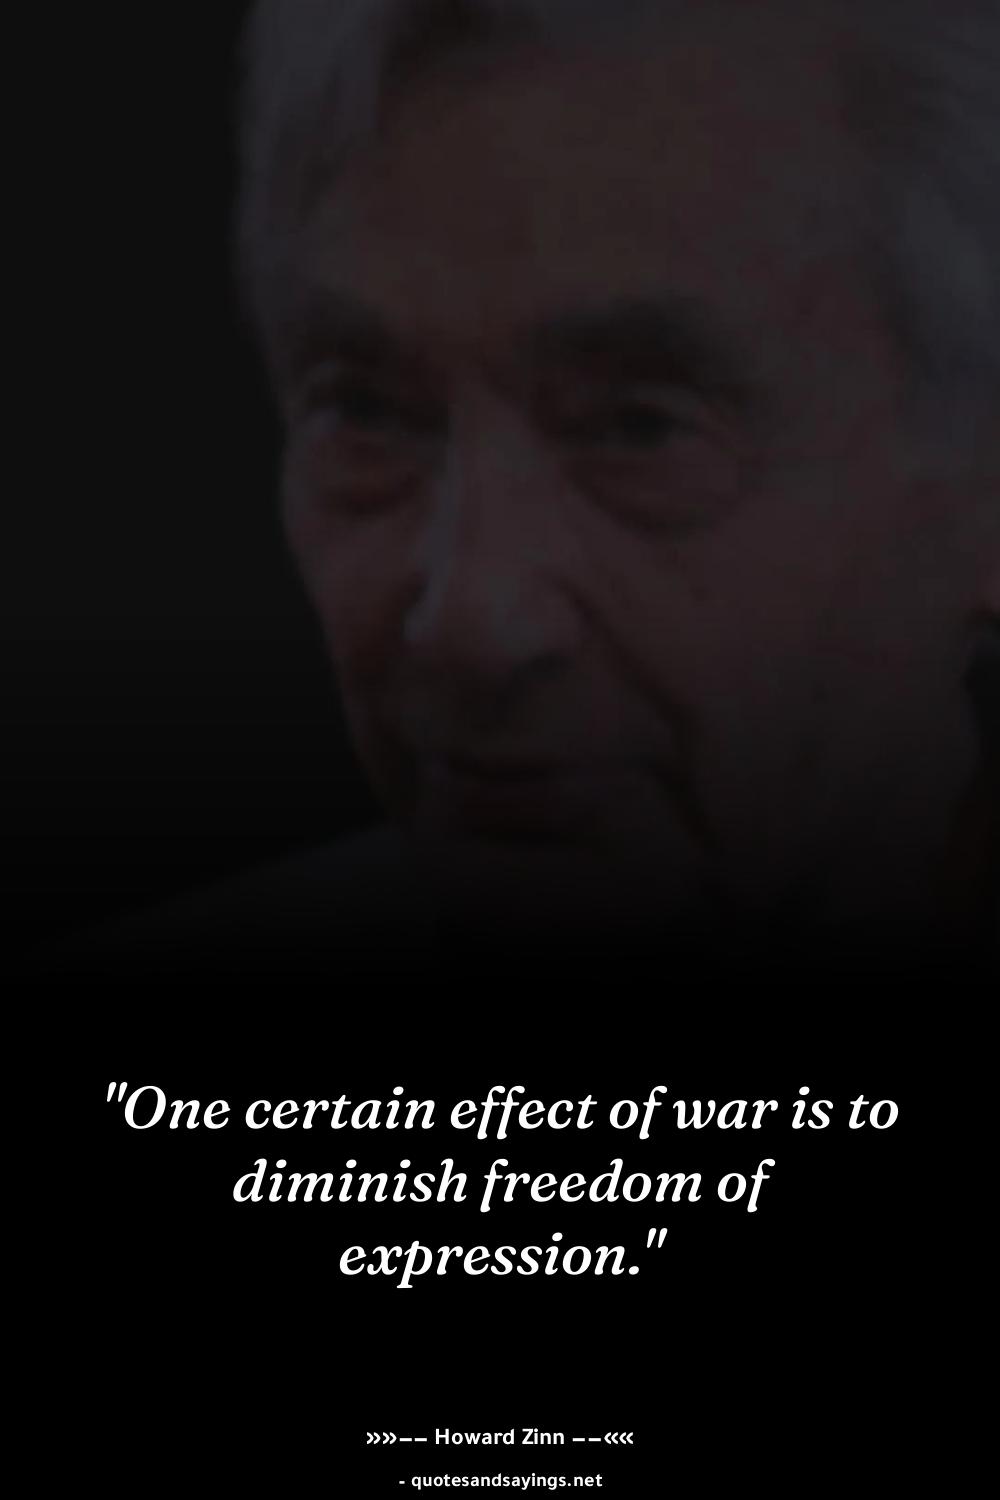 "One certain effect of war is to
diminish freedom of
expression."
»»−− Howard Zinn −−««
- quotesandsayings.net